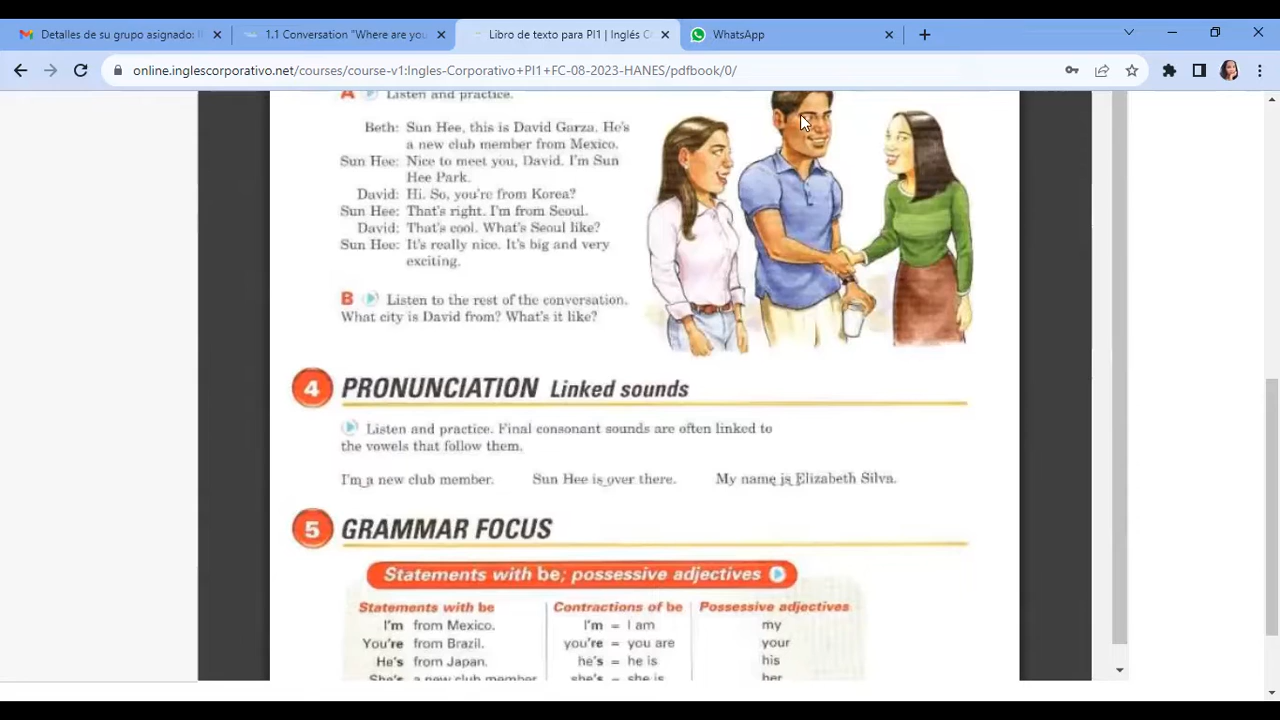 Detalles de su grupo asignado: I
1.1 Conversation "Where are you
Libro de texto para PI1 | Inglés C
WhatsApp
online.inglescorporativo.net/courses/course-v1:Ingles-Corporativo+PI1+FC-08-2023-HANES/pdfbook/0/
A Listen and practice.
Beth: Sun Hee, this is David Garza. He's
a new club member from Mexico.
Sun Hee: Nice to meet you, David. I'm Sun
Hee Park.
David: Hi. So, you're from Korea?
Sun Hee: That's right. I'm from Seoul.
David: That's cool. What's Seoul like?
Sun Hee: It's really nice. It's big and very
exciting.
B Listen to the rest of the conversation.
What city is David from? What's it like?
4 PRONUNCIATION Linked sounds
Listen and practice. Final consonant sounds are often linked to
the vowels that follow them.
I'm a new club member. Sun Hee is over there. My name is Elizabeth Silva.
5 GRAMMAR FOCUS
Statements with be; possessive adjectives
Statements with be Contractions of be Possessive adjectives
I'm from Mexico. I'm = I am my
You're from Brazil. you're = you are your
He's from Japan. he's = he is his
She's a new club member she's = she is her